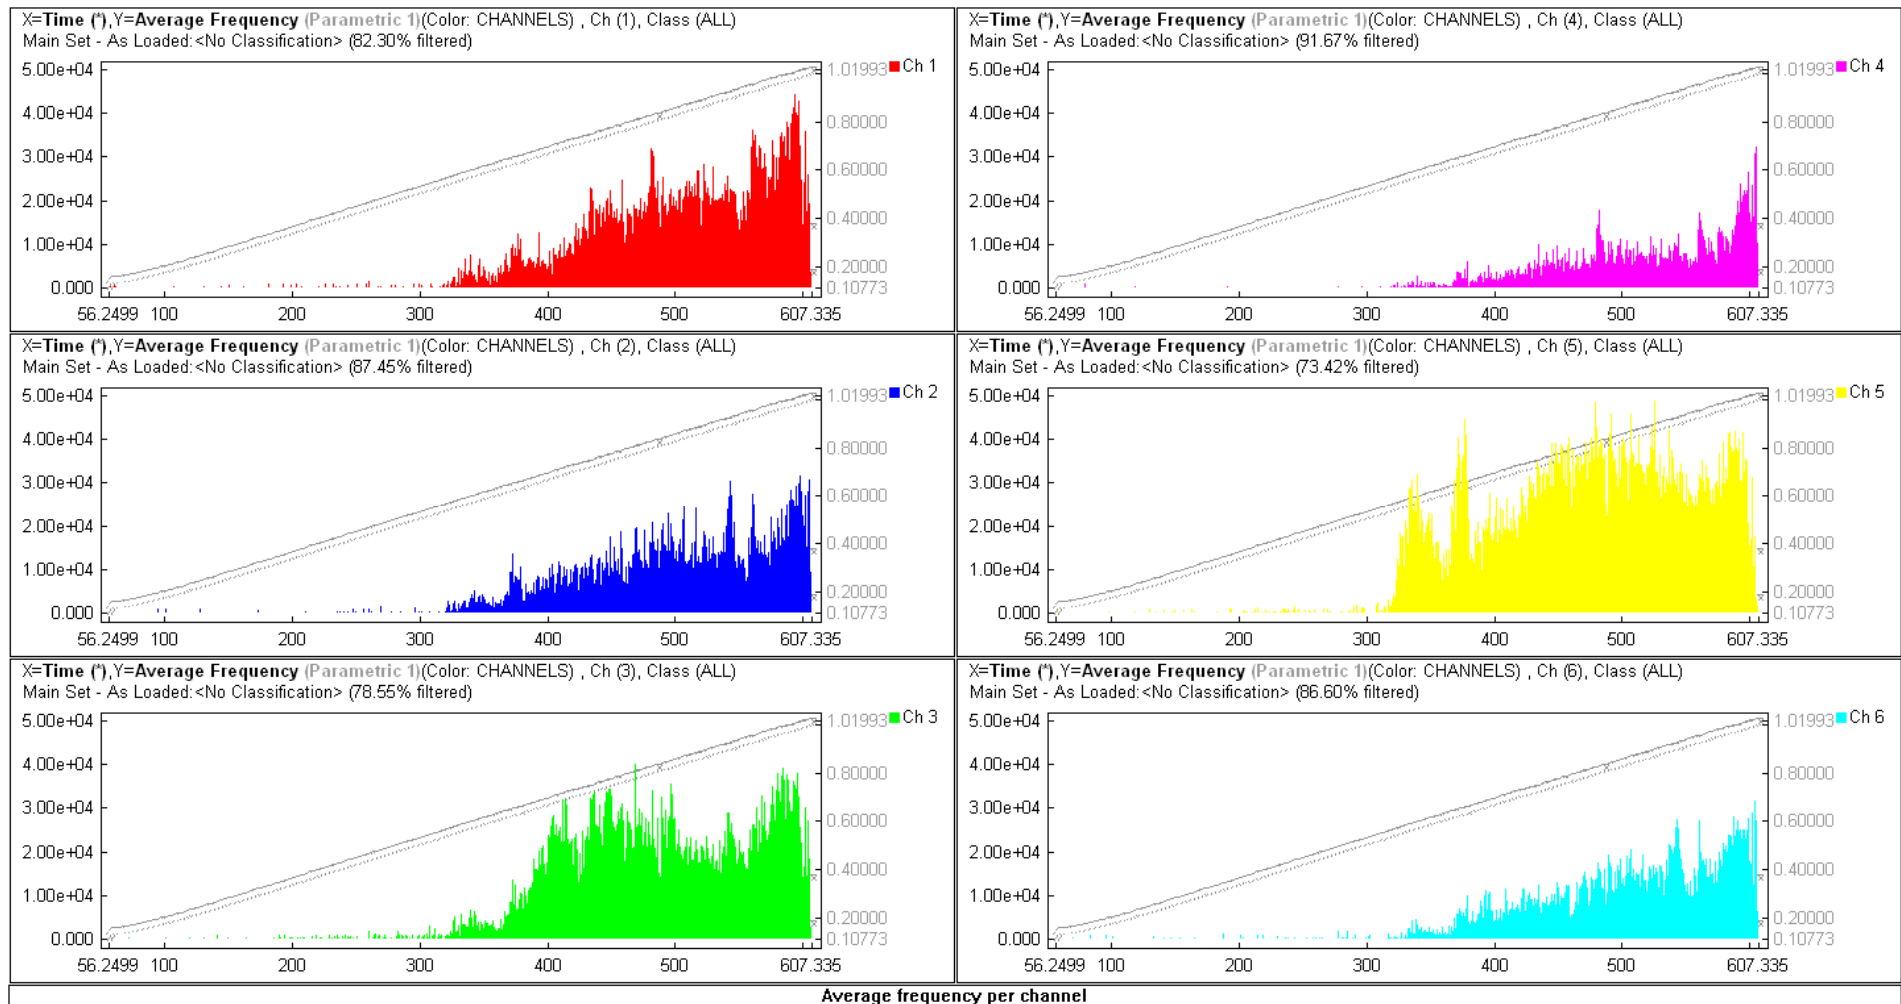 X=Time (*),Y=Average Frequency (Parametric 1)(Color: CHANNELS) , Ch (1), Class (ALL)
Main Set - As Loaded:<No Classification> (82.30% filtered)
5.00e+04
4.00e+04
3.00e+04
2.00e+04
1.00e+04
0.000
1.01993
0.80000
0.60000
0.40000
0.20000
0.10773
Ch 1
56.2499 100 200 300 400 500 607.335
X=Time (*),Y=Average Frequency (Parametric 1)(Color: CHANNELS) , Ch (4), Class (ALL)
Main Set - As Loaded:<No Classification> (91.67% filtered)
5.00e+04
4.00e+04
3.00e+04
2.00e+04
1.00e+04
0.000
1.01993
0.80000
0.60000
0.40000
0.20000
0.10773
Ch 4
56.2499 100 200 300 400 500 607.335
X=Time (*),Y=Average Frequency (Parametric 1)(Color: CHANNELS) , Ch (2), Class (ALL)
Main Set - As Loaded:<No Classification> (87.45% filtered)
5.00e+04
4.00e+04
3.00e+04
2.00e+04
1.00e+04
0.000
1.01993
0.80000
0.60000
0.40000
0.20000
0.10773
Ch 2
56.2499 100 200 300 400 500 607.335
X=Time (*),Y=Average Frequency (Parametric 1)(Color: CHANNELS) , Ch (5), Class (ALL)
Main Set - As Loaded:<No Classification> (73.42% filtered)
5.00e+04
4.00e+04
3.00e+04
2.00e+04
1.00e+04
0.000
1.01993
0.80000
0.60000
0.40000
0.20000
0.10773
Ch 5
56.2499 100 200 300 400 500 607.335
X=Time (*),Y=Average Frequency (Parametric 1)(Color: CHANNELS) , Ch (3), Class (ALL)
Main Set - As Loaded:<No Classification> (78.55% filtered)
5.00e+04
4.00e+04
3.00e+04
2.00e+04
1.00e+04
0.000
1.01993
0.80000
0.60000
0.40000
0.20000
0.10773
Ch 3
56.2499 100 200 300 400 500 607.335
X=Time (*),Y=Average Frequency (Parametric 1)(Color: CHANNELS) , Ch (6), Class (ALL)
Main Set - As Loaded:<No Classification> (86.60% filtered)
5.00e+04
4.00e+04
3.00e+04
2.00e+04
1.00e+04
0.000
1.01993
0.80000
0.60000
0.40000
0.20000
0.10773
Ch 6
56.2499 100 200 300 400 500 607.335
Average frequency per channel